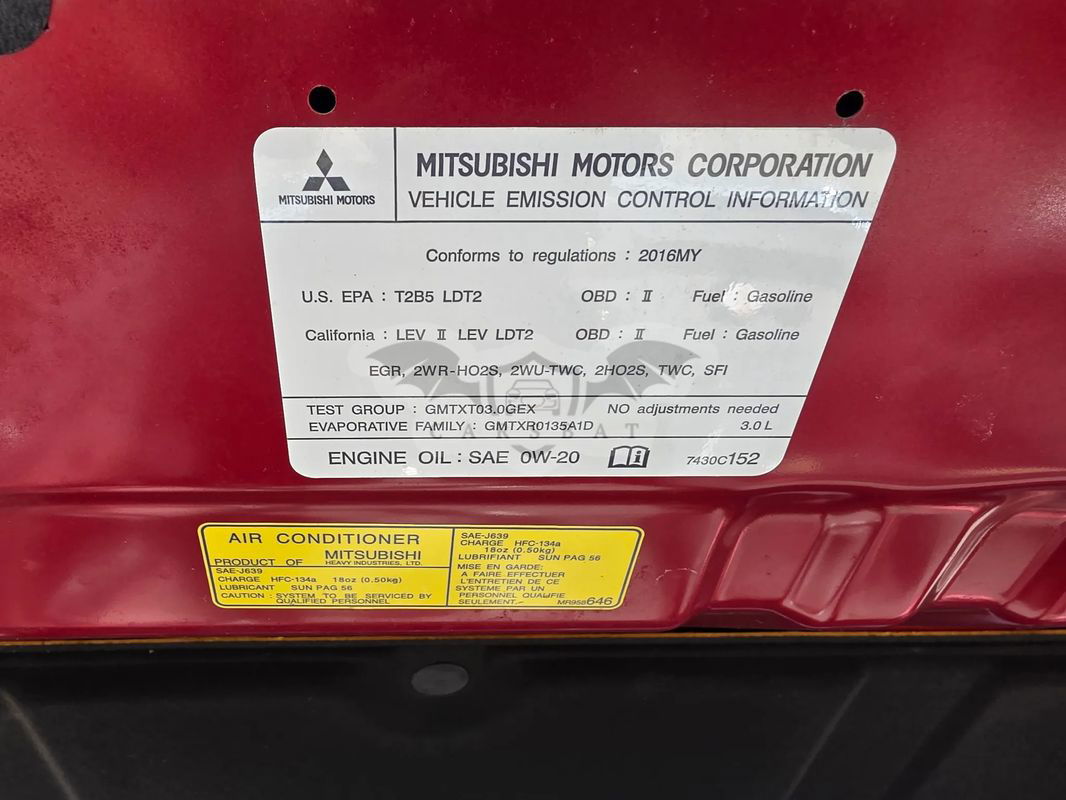 MITSUBISHI MOTORS
MITSUBISHI MOTORS CORPORATION
VEHICLE EMISSION CONTROL INFORMATION
Conforms to regulations : 2016MY
U.S. EPA : T2B5 LDT2 OBD : II Fuel : Gasoline
California : LEV II LEV LDT2 OBD : II Fuel : Gasoline
EGR, 2WR-HO2S, 2WU-TWC, 2HO2S, TWC, SFI
TEST GROUP : GMTXT03.0GEX NO adjustments needed
EVAPORATIVE FAMILY : GMTXR0135A1D 3.0 L
CARSBAT
ENGINE OIL : SAE 0W-20 7430C152
AIR CONDITIONER
PRODUCT OF MITSUBISHI
HEAVY INDUSTRIES, LTD.
SAE-J639
CHARGE HFC-134a 18oz (0.50kg)
LUBRICANT SUN PAG 56
CAUTION : SYSTEM TO BE SERVICED BY
QUALIFIED PERSONNEL
SAE-J639
CHARGE HFC-134a
18oz (0.50kg)
LUBRIFIANT SUN PAG 56
MISE EN GARDE:
A FAIRE EFFECTUER
L'ENTRETIEN DE CE
SYSTEME PAR UN
PERSONNEL QUALIFIE
SEULEMENT.- MR958646